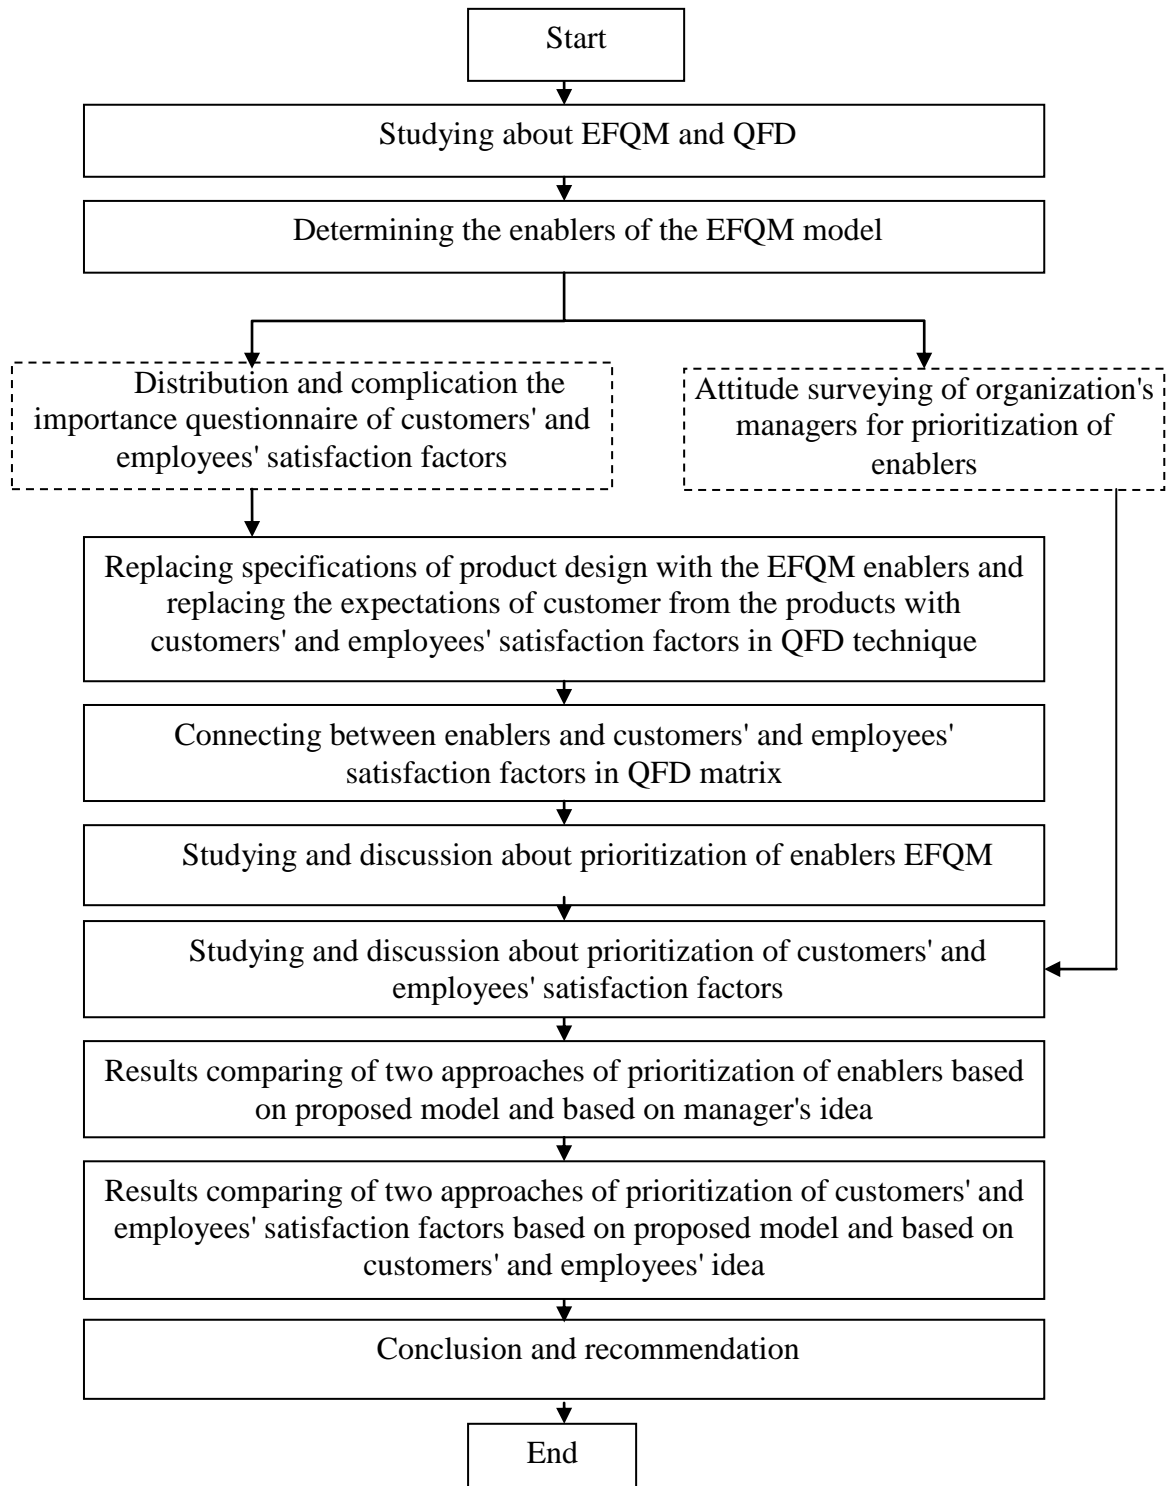 Start
Studying about EFQM and QFD
Determining the enablers of the EFQM model
Distribution and complication the
importance questionnaire of customers' and
employees' satisfaction factors
Attitude surveying of organization's
managers for prioritization of
enablers
Replacing specifications of product design with the EFQM enablers and
replacing the expectations of customer from the products with
customers' and employees' satisfaction factors in QFD technique
Connecting between enablers and customers' and employees'
satisfaction factors in QFD matrix
Studying and discussion about prioritization of enablers EFQM
Studying and discussion about prioritization of customers' and
employees' satisfaction factors
Results comparing of two approaches of prioritization of enablers based
on proposed model and based on manager's idea
Results comparing of two approaches of prioritization of customers' and
employees' satisfaction factors based on proposed model and based on
customers' and employees' idea
Conclusion and recommendation
End